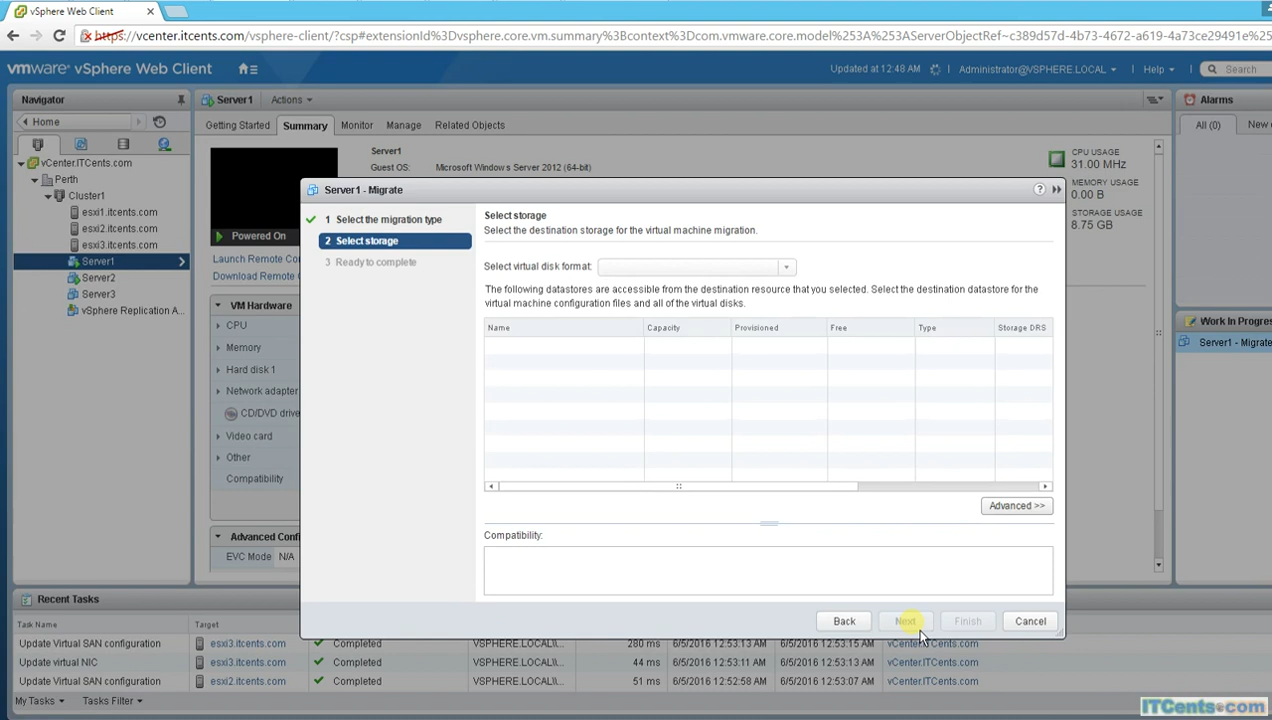 vSphere Web Client
https://vcenter.itcents.com/vsphere-client/?csp#extensionId%3Dvsphere.core.vm.summary%3Bcontext%3Dcom.vmware.core.model%253A%253AServerObjectRef~c389d57d-4b73-4672-a619-4a73ce29491e%25
vmware® vSphere Web Client
Updated at 12:48 AM
Administrator@VSPHERE.LOCAL
Help
Search
Navigator
Home
vCenter.ITCents.com
Perth
Cluster1
esxi1.itcents.com
esxi2.itcents.com
esxi3.itcents.com
Server1
Server2
Server3
vSphere Replication A...
Server1 Actions
Getting Started Summary Monitor Manage Related Objects
Server1
Guest OS: Microsoft Windows Server 2012 (64-bit)
CPU USAGE
31.00 MHz
MEMORY USAGE
0.00 B
STORAGE USAGE
8.75 GB
Powered On
Launch Remote Co
Download Remote
VM Hardware
CPU
Memory
Hard disk 1
Network adapter
CD/DVD drive
Video card
Other
Compatibility
Advanced Conf
EVC Mode N/A
Alarms
All (0) New
Work In Progres
Server1 - Migrate
Server1 - Migrate
1 Select the migration type
2 Select storage
3 Ready to complete
Select storage
Select the destination storage for the virtual machine migration.
Select virtual disk format:
The following datastores are accessible from the destination resource that you selected. Select the destination datastore for the
virtual machine configuration files and all of the virtual disks.
Name Capacity Provisioned Free Type Storage DRS
Advanced >>
Compatibility:
Back Next Finish Cancel
Recent Tasks
Task Name Target
Update Virtual SAN configuration esxi3.itcents.com Completed VSPHERE.LOCAL\... 280 ms 6/5/2016 12:53:13 AM 6/5/2016 12:53:15 AM vCenter.ITCents.com
Update virtual NIC esxi3.itcents.com Completed VSPHERE.LOCAL\... 44 ms 6/5/2016 12:53:11 AM 6/5/2016 12:53:13 AM vCenter.ITCents.com
Update Virtual SAN configuration esxi2.itcents.com Completed VSPHERE.LOCAL\... 51 ms 6/5/2016 12:52:58 AM 6/5/2016 12:53:07 AM vCenter.ITCents.com
My Tasks Tasks Filter
ITCents.com